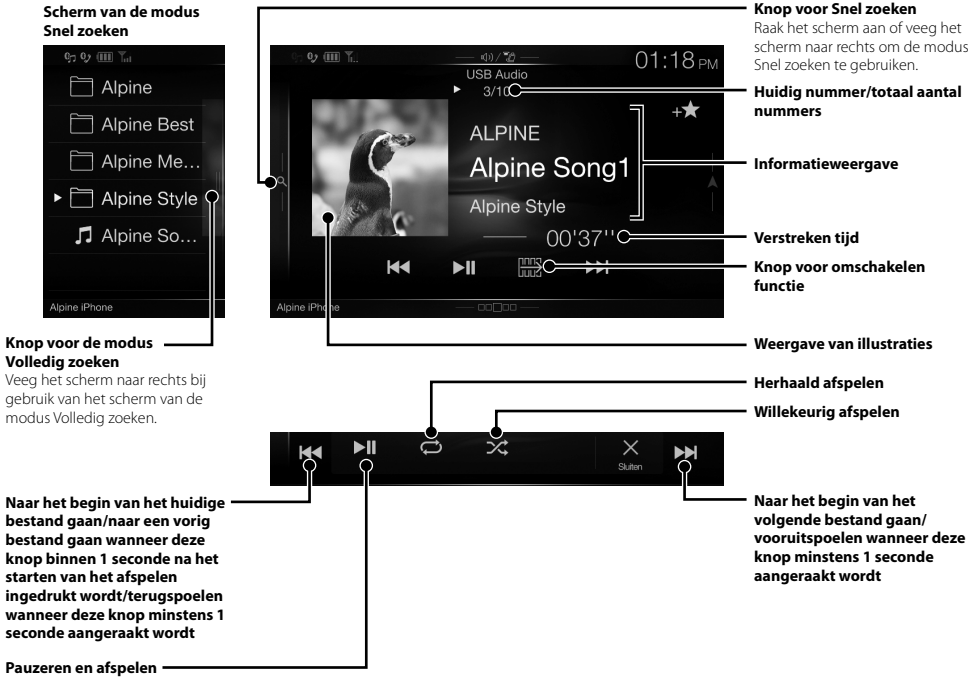 Scherm van de modus
Snel zoeken
Alpine
Alpine Best
Alpine Me...
Alpine Style
Alpine So...
Alpine iPhone
Knop voor de modus
Volledig zoeken
Veeg het scherm naar rechts bij
gebruik van het scherm van de
modus Volledig zoeken.
01:18 PM
USB Audio
3/10
ALPINE
Alpine Song1
Alpine Style
00'37''
Alpine iPhone
Knop voor Snel zoeken
Raak het scherm aan of veeg het
scherm naar rechts om de modus
Snel zoeken te gebruiken.
Huidig nummer/totaal aantal
nummers
Informatieweergave
Verstreken tijd
Knop voor omschakelen
functie
Weergave van illustraties
Herhaald afspelen
Willekeurig afspelen
Sluiten
Naar het begin van het huidige
bestand gaan/naar een vorig
bestand gaan wanneer deze
knop binnen 1 seconde na het
starten van het afspelen
ingedrukt wordt/terugspoelen
wanneer deze knop minstens 1
seconde aangeraakt wordt
Pauzeren en afspelen
Naar het begin van het
volgende bestand gaan/
vooruitspoelen wanneer deze
knop minstens 1 seconde
aangeraakt wordt